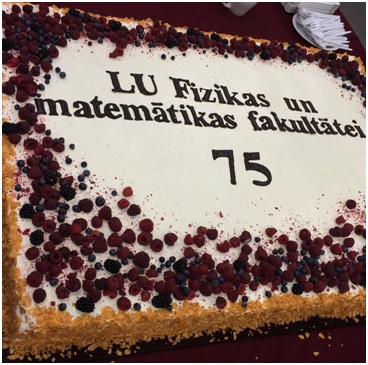 LU Fizikas un
matemātikas fakultātei
75